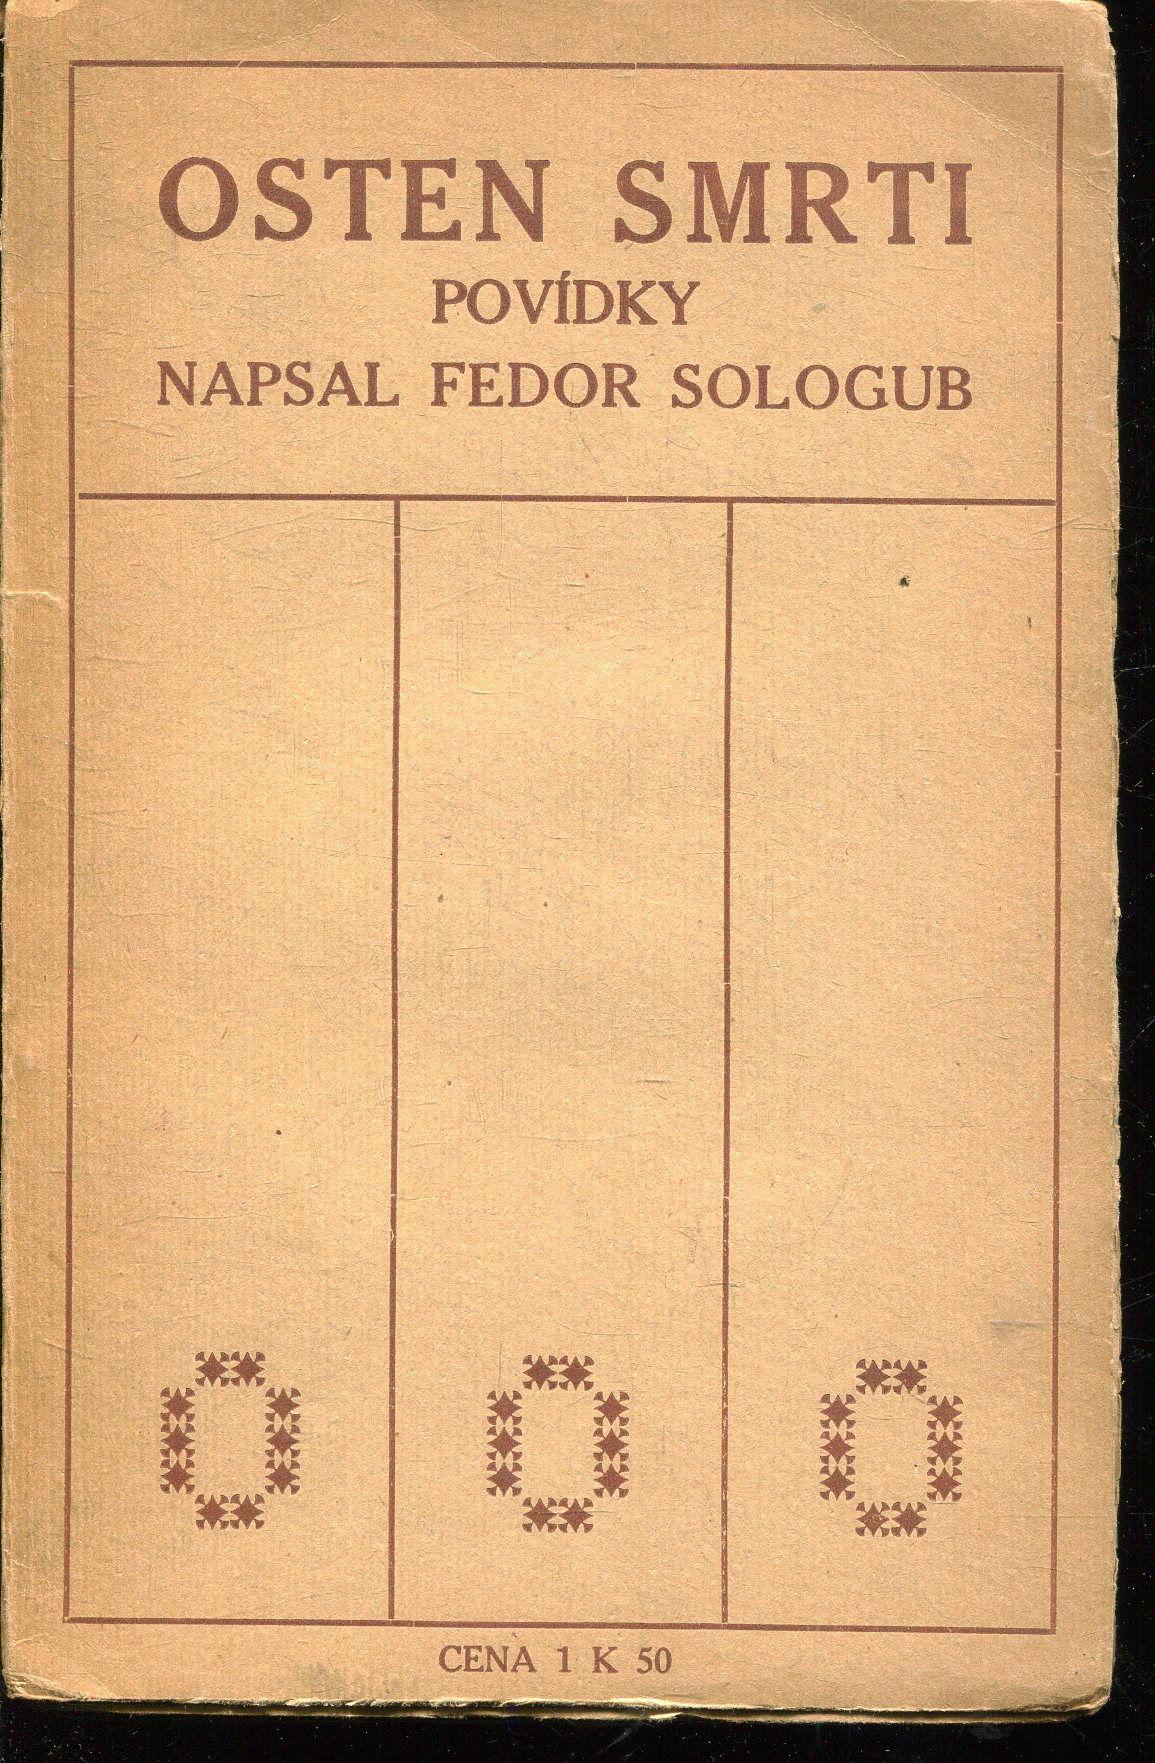 OSTEN SMRTI
POVÍDKY
NAPSAL FEDOR SOLOGUB
CENA 1 K 50